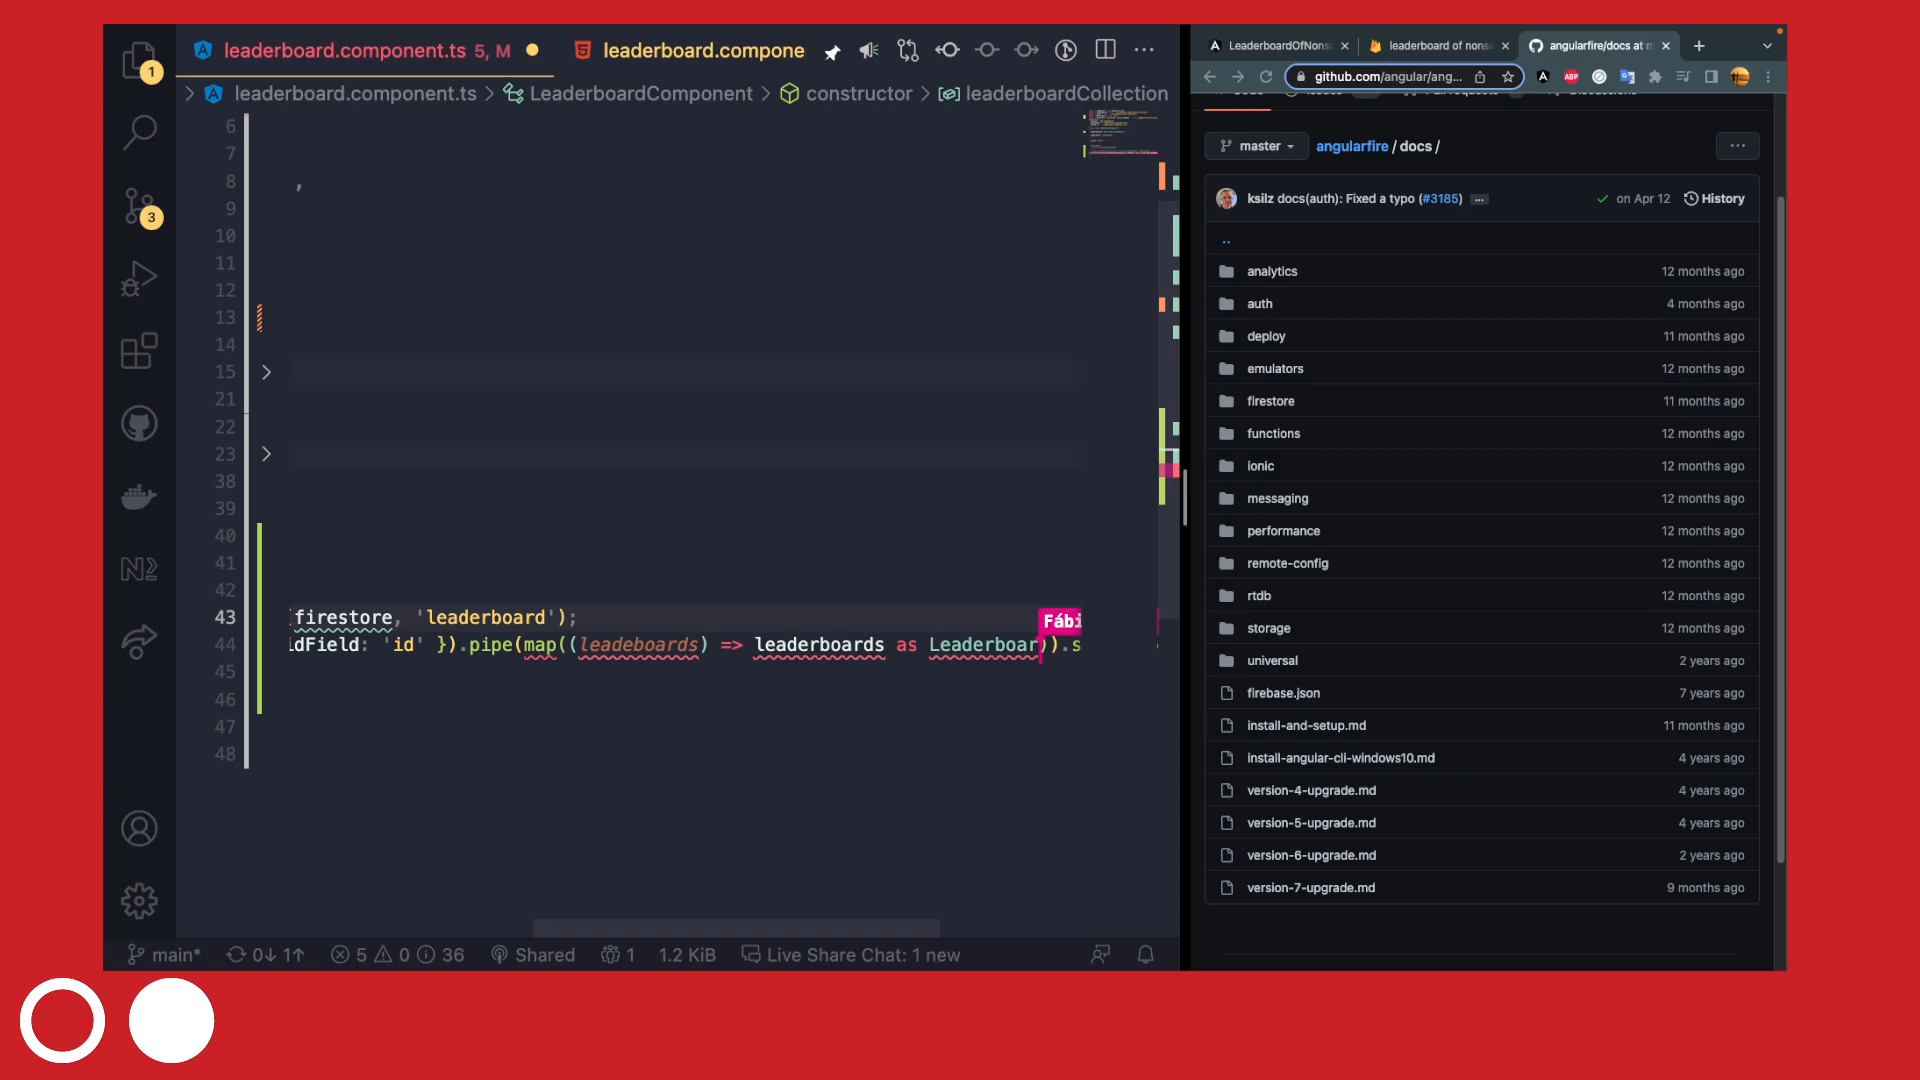 leaderboard.component.ts 5, M
leaderboard.compone
leaderboard.component.ts > LeaderboardComponent > constructor > leaderboardCollection
6
7
8 ,
9
10
11
12
13
14
15
21
22
23
38
39
40
41
42
43 (firestore, 'leaderboard');
Fábi
44 idField: 'id' }).pipe(map((leadeboards) => leaderboards as Leaderboar)).s
45
46
47
48
1
3
main* 0↓ 1↑ 5 0 36 Shared 1 1.2 KiB Live Share Chat: 1 new
LeaderboardOfNons
leaderboard of nons
angularfire/docs at m
github.com/angular/ang...
ABP
master
angularfire / docs /
ksilz docs(auth): Fixed a typo (#3185) ... on Apr 12 History
..
analytics 12 months ago
auth 4 months ago
deploy 11 months ago
emulators 12 months ago
firestore 11 months ago
functions 12 months ago
ionic 12 months ago
messaging 12 months ago
performance 12 months ago
remote-config 12 months ago
rtdb 12 months ago
storage 12 months ago
universal 2 years ago
firebase.json 7 years ago
install-and-setup.md 11 months ago
install-angular-cli-windows10.md 4 years ago
version-4-upgrade.md 4 years ago
version-5-upgrade.md 4 years ago
version-6-upgrade.md 2 years ago
version-7-upgrade.md 9 months ago